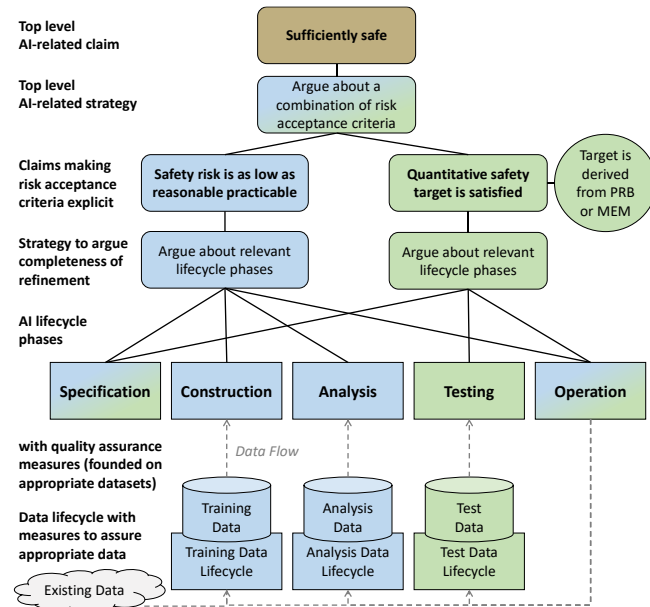 Top level
AI-related claim
Sufficiently safe
Top level
AI-related strategy
Argue about a
combination of risk
acceptance criteria
Claims making
risk acceptance
criteria explicit
Safety risk is as low as
reasonable practicable
Quantitative safety
target is satisfied
Target is
derived
from PRB
or MEM
Strategy to argue
completeness of
refinement
Argue about relevant
lifecycle phases
Argue about relevant
lifecycle phases
AI lifecycle
phases
Specification
Construction
Analysis
Testing
Operation
with quality assurance
measures (founded on
appropriate datasets)
Data Flow
Data lifecycle with
measures to assure
appropriate data
Training
Data
Analysis
Data
Test
Data
Training Data
Lifecycle
Analysis Data
Lifecycle
Test Data
Lifecycle
Existing Data